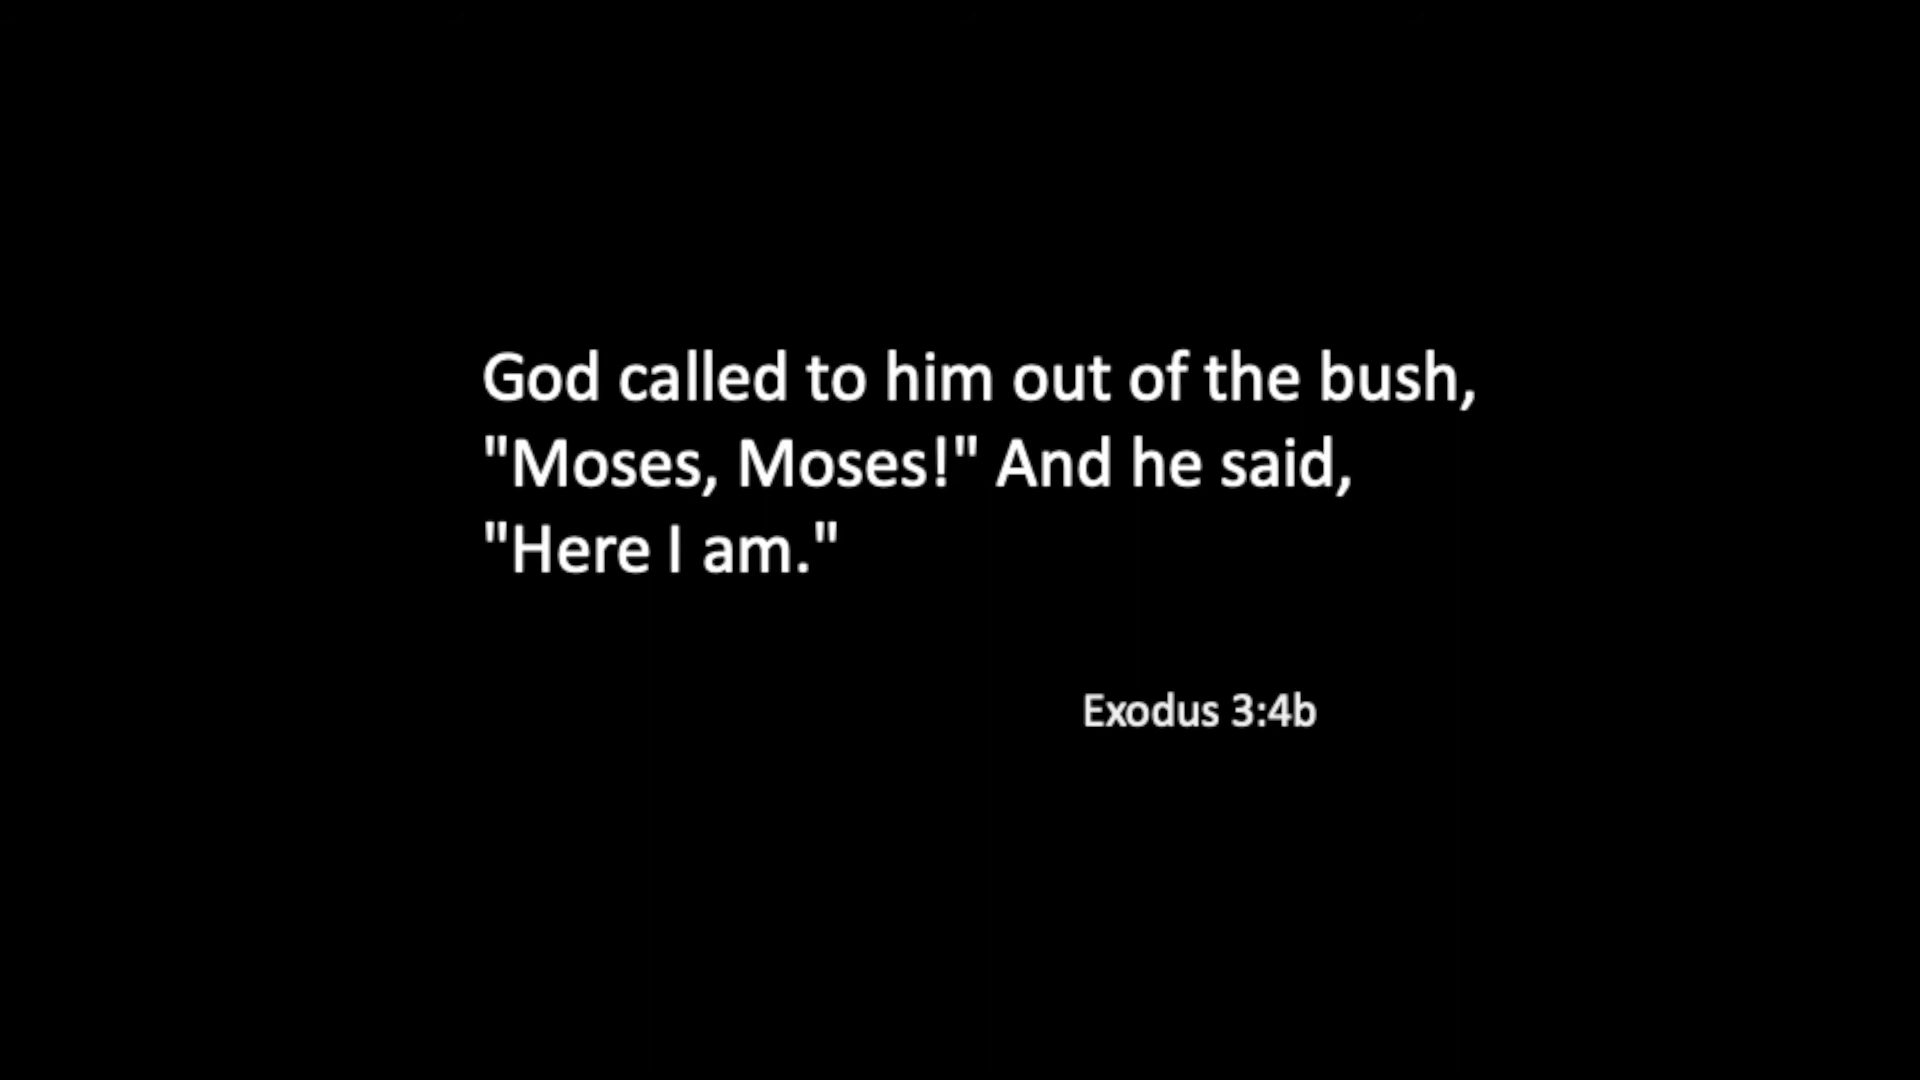 God called to him out of the bush,
"Moses, Moses!" And he said,
"Here I am."
Exodus 3:4b